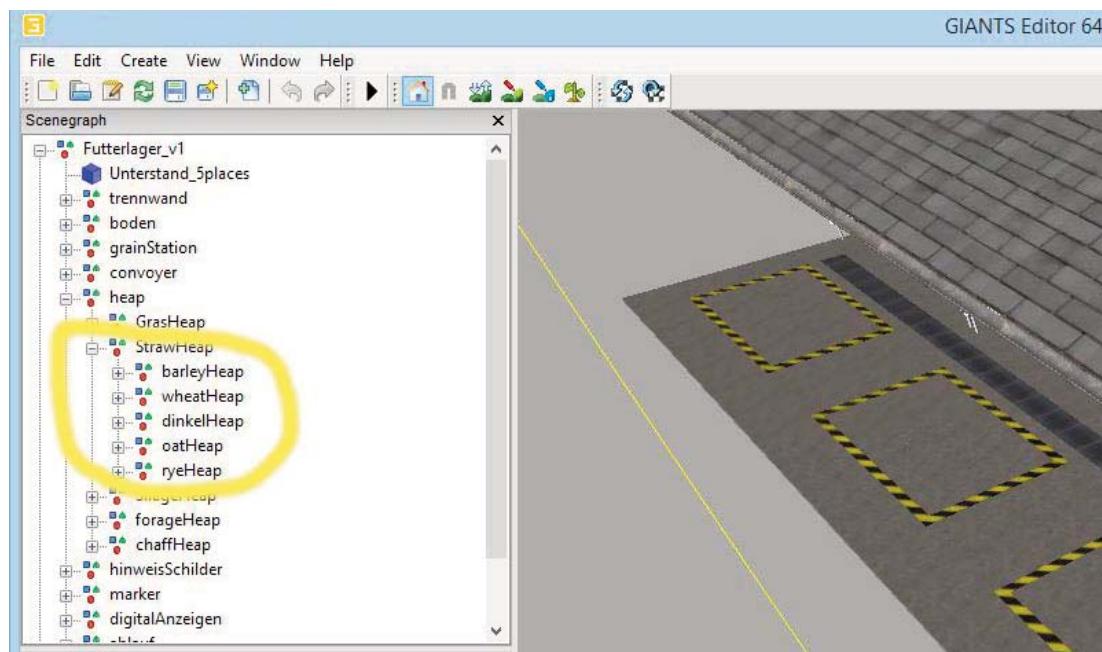 GIANTS Editor 64
File Edit Create View Window Help
Scenegraph
Futterlager_v1
Unterstand_5places
trennwand
boden
grainStation
convoyer
heap
GrasHeap
StrawHeap
barleyHeap
wheatHeap
dinkelHeap
oatHeap
ryeHeap
forageHeap
chaffHeap
hinweisSchilder
marker
digitalAnzeigen